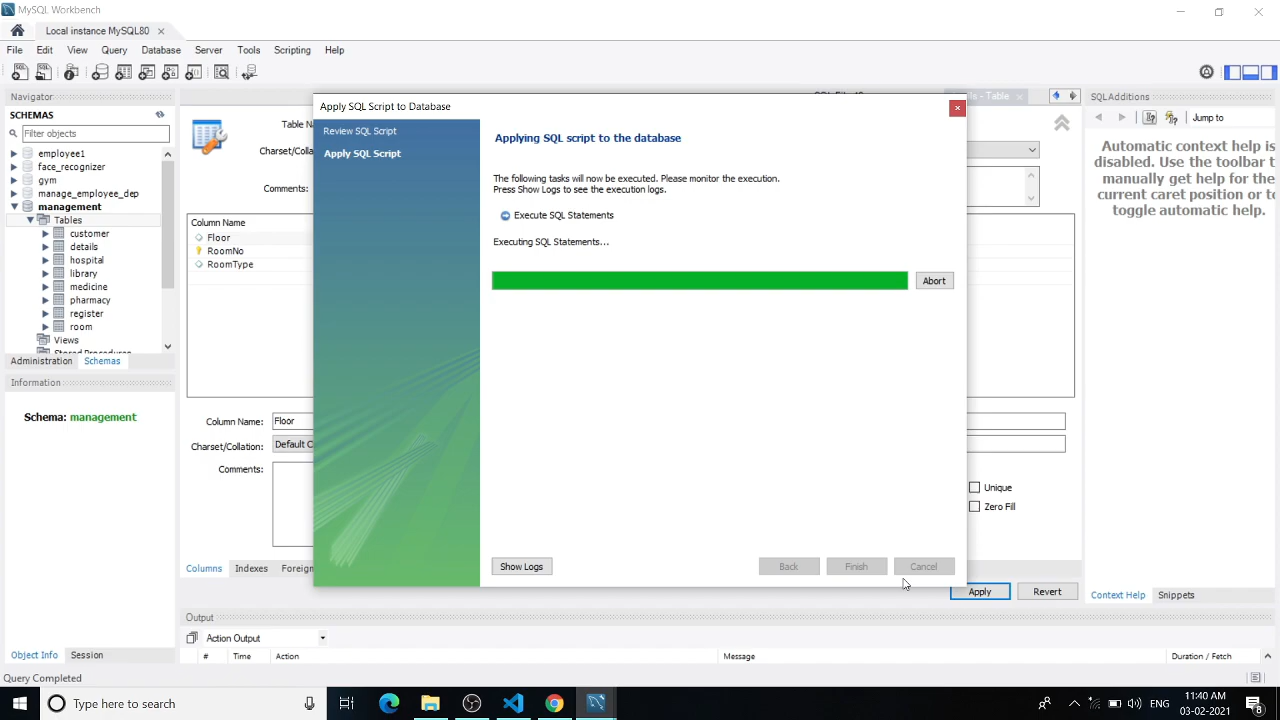 MySQL Workbench
Local instance MySQL80
File Edit View Query Database Server Tools Scripting Help
Navigator
SCHEMAS
Filter objects
employee1
face_recognizer
gym
manage_employee_dep
management
Tables
customer
details
hospital
library
medicine
pharmacy
register
room
Views
Administration Schemas
Information
Schema: management
Object Info Session
Query Completed
- Table
Table Na
Charset/Colla
Comments:
Column Name
Floor
RoomNo
RoomType
Column Name: Floor
Charset/Collation: Default C
Comments:
Columns Indexes Foreign
Apply SQL Script to Database
Review SQL Script
Apply SQL Script
Applying SQL script to the database
The following tasks will now be executed. Please monitor the execution.
Press Show Logs to see the execution logs.
Execute SQL Statements
Executing SQL Statements...
Abort
Show Logs Back Finish Cancel
Unique
Zero Fill
Apply Revert
SQLAdditions
Jump to
Automatic context help is
disabled. Use the toolbar t
manually get help for the
current caret position or to
toggle automatic help.
Context Help Snippets
Output
Action Output
# Time Action Message Duration / Fetch
Type here to search
ENG
11:40 AM
03-02-2021